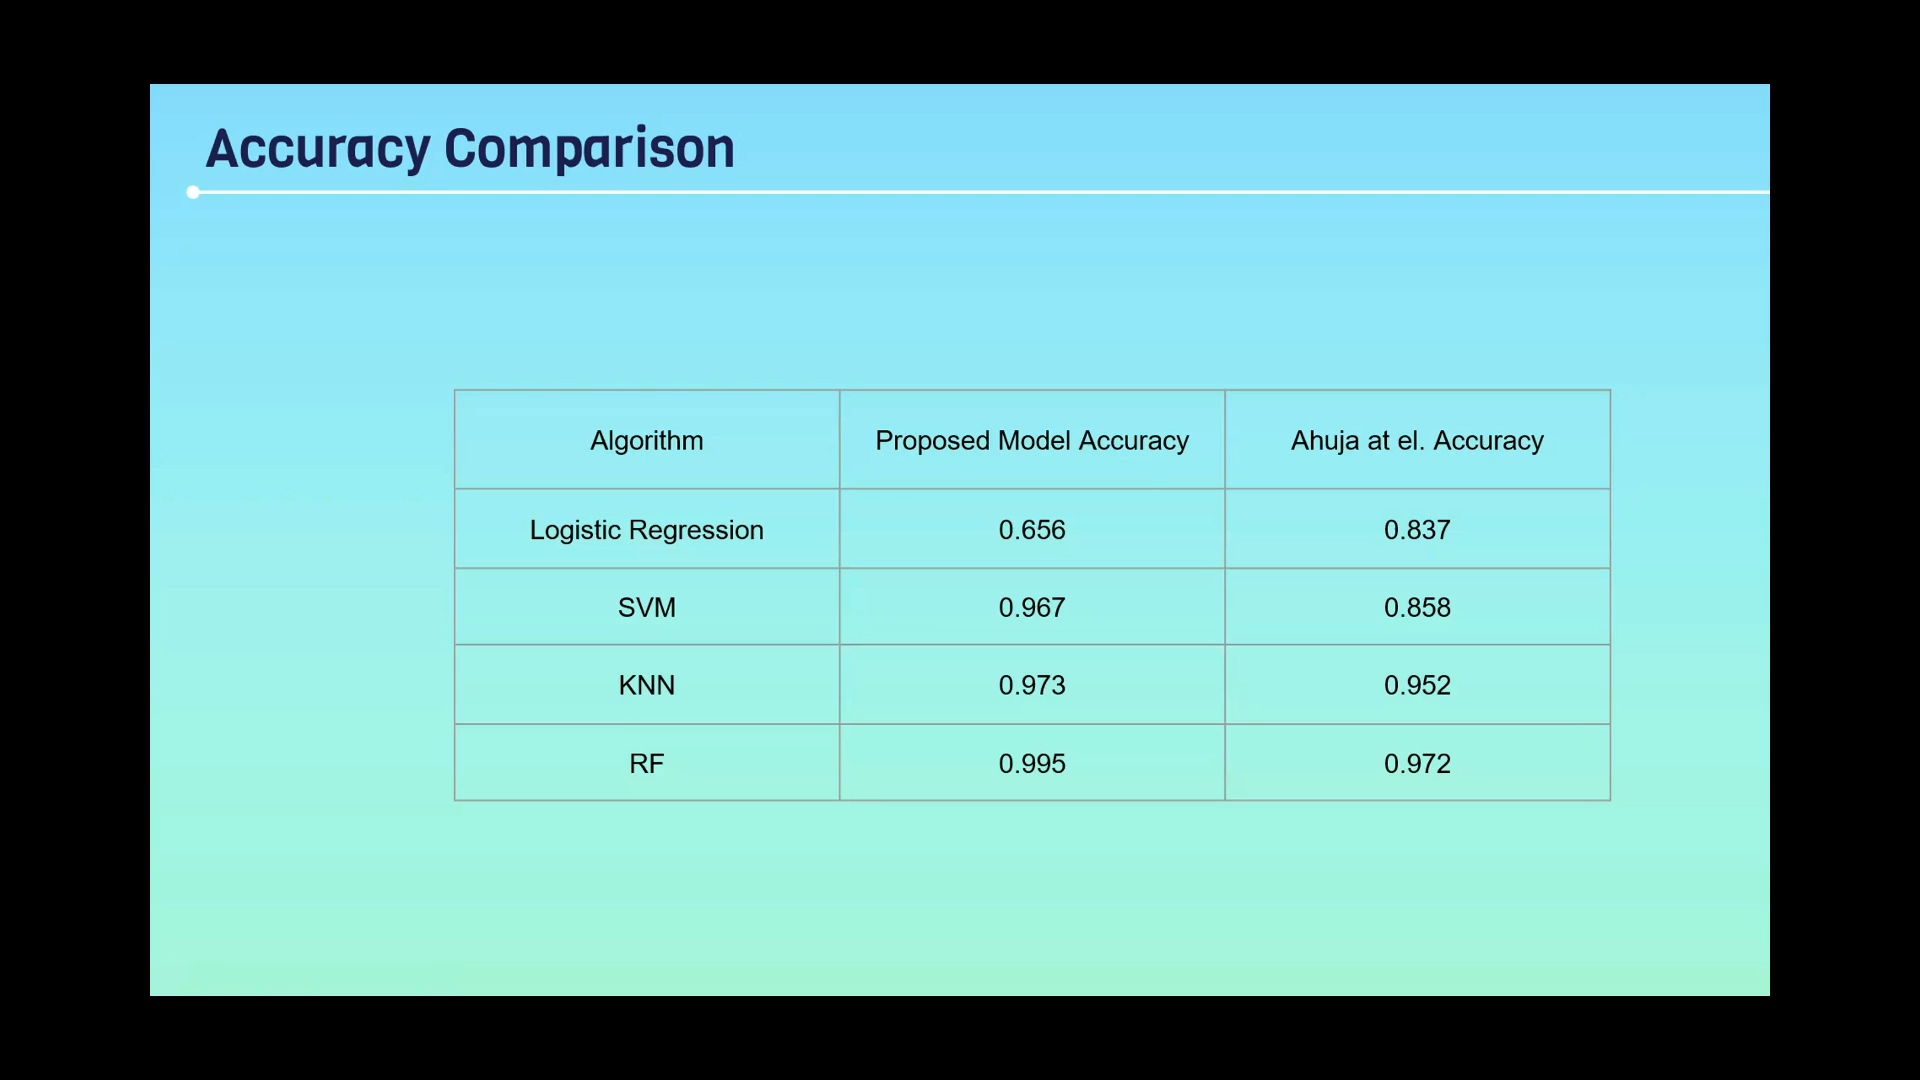 Accuracy Comparison
Algorithm Proposed Model Accuracy Ahuja at el. Accuracy
Logistic Regression 0.656 0.837
SVM 0.967 0.858
KNN 0.973 0.952
RF 0.995 0.972